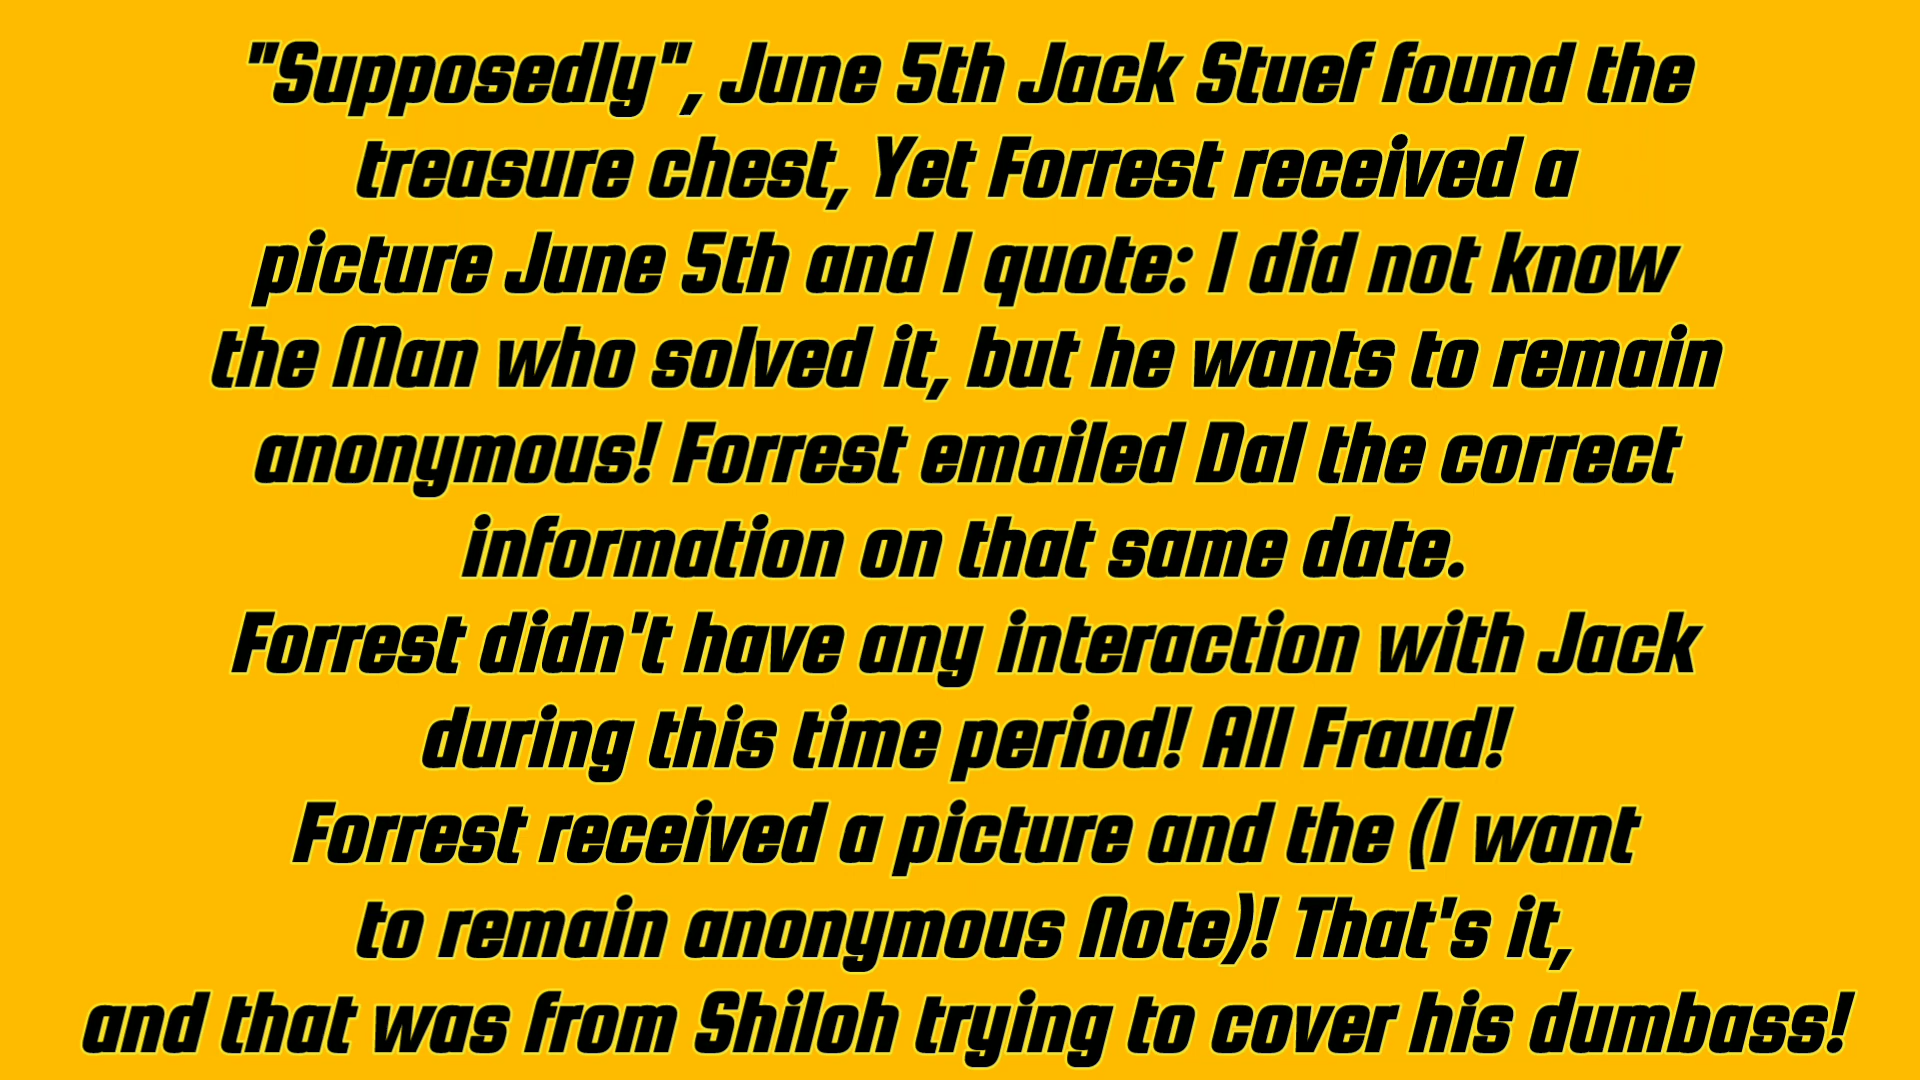 "Supposedly", June 5th Jack Stuef found the
treasure chest, Yet Forrest received a
picture June 5th and I quote: I did not know
the Man who solved it, but he wants to remain
anonymous! Forrest emailed Dal the correct
information on that same date.
Forrest didn't have any interaction with Jack
during this time period! All Fraud!
Forrest received a picture and the (I want
to remain anonymous Note)! That's it,
and that was from Shiloh trying to cover his dumbass!